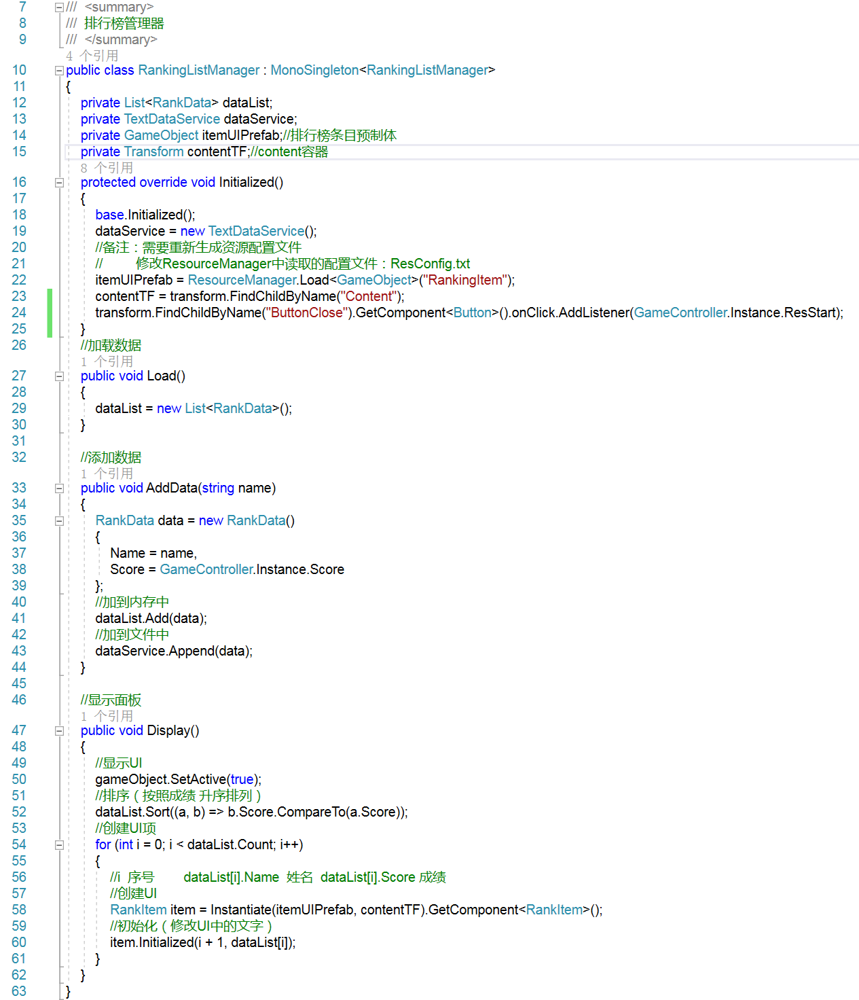 7 /// <summary>
8 /// 排行榜管理器
9 /// </summary>
4 个引用
10 public class RankingListManager : MonoSingleton<RankingListManager>
11 {
12 private List<RankData> dataList;
13 private TextDataService dataService;
14 private GameObject itemUIPrefab;//排行榜条目预制体
15 private Transform contentTF;//content容器
8 个引用
16 protected override void Initialized()
17 {
18 base.Initialized();
19 dataService = new TextDataService();
20 //备注：需要重新生成资源配置文件
21 // 修改ResourceManager中读取的配置文件：ResConfig.txt
22 itemUIPrefab = ResourceManager.Load<GameObject>("RankingItem");
23 contentTF = transform.FindChildByName("Content");
24 transform.FindChildByName("ButtonClose").GetComponent<Button>().onClick.AddListener(GameController.Instance.ResStart);
25 }
26 //加载数据
1 个引用
27 public void Load()
28 {
29 dataList = new List<RankData>();
30 }
31
32 //添加数据
1 个引用
33 public void AddData(string name)
34 {
35 RankData data = new RankData()
36 {
37 Name = name,
38 Score = GameController.Instance.Score
39 };
40 //加到内存中
41 dataList.Add(data);
42 //加到文件中
43 dataService.Append(data);
44 }
45
46 //显示面板
1 个引用
47 public void Display()
48 {
49 //显示UI
50 gameObject.SetActive(true);
51 //排序（按照成绩 升序排列）
52 dataList.Sort((a, b) => b.Score.CompareTo(a.Score));
53 //创建UI项
54 for (int i = 0; i < dataList.Count; i++)
55 {
56 //i 序号 dataList[i].Name 姓名 dataList[i].Score 成绩
57 //创建UI
58 RankItem item = Instantiate(itemUIPrefab, contentTF).GetComponent<RankItem>();
59 //初始化（修改UI中的文字）
60 item.Initialized(i + 1, dataList[i]);
61 }
62 }
63 }